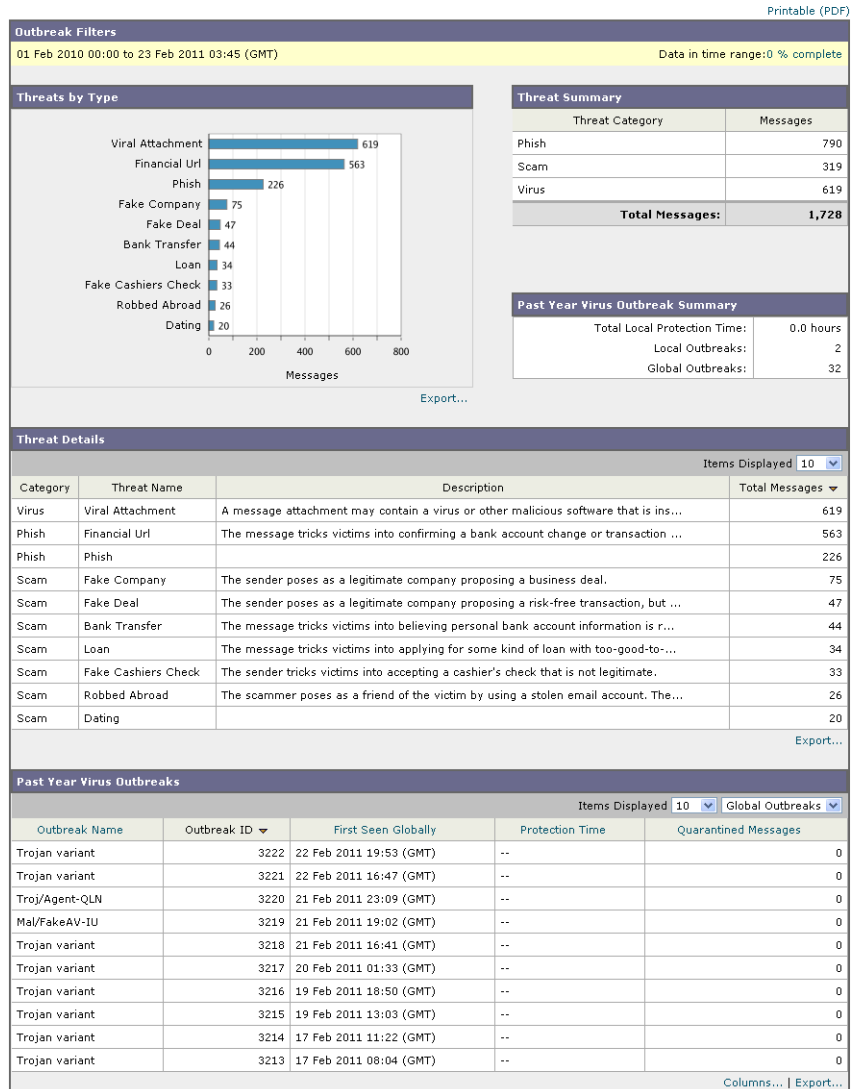 Printable (PDF)
Outbreak Filters
01 Feb 2010 00:00 to 23 Feb 2011 03:45 (GMT) Data in time range:0 % complete
Threats by Type
Viral Attachment 619
Financial Url 563
Phish 226
Fake Company 75
Fake Deal 47
Bank Transfer 44
Loan 34
Fake Cashiers Check 33
Robbed Abroad 26
Dating 20
0 200 400 600 800
Messages
Export...
Threat Summary
Threat Category Messages
Phish 790
Scam 319
Virus 619
Total Messages: 1,728
Past Year Virus Outbreak Summary
Total Local Protection Time: 0.0 hours
Local Outbreaks: 2
Global Outbreaks: 32
Threat Details
Items Displayed 10
Category Threat Name Description Total Messages
Virus Viral Attachment A message attachment may contain a virus or other malicious software that is ins... 619
Phish Financial Url The message tricks victims into confirming a bank account change or transaction ... 563
Phish Phish 226
Scam Fake Company The sender poses as a legitimate company proposing a business deal. 75
Scam Fake Deal The sender poses as a legitimate company proposing a risk-free transaction, but ... 47
Scam Bank Transfer The message tricks victims into believing personal bank account information is r... 44
Scam Loan The message tricks victims into applying for some kind of loan with too-good-to-... 34
Scam Fake Cashiers Check The sender tricks victims into accepting a cashier's check that is not legitimate. 33
Scam Robbed Abroad The scammer poses as a friend of the victim by using a stolen email account. The... 26
Scam Dating 20
Export...
Past Year Virus Outbreaks
Items Displayed 10 Global Outbreaks
Outbreak Name Outbreak ID First Seen Globally Protection Time Quarantined Messages
Trojan variant 3222 22 Feb 2011 19:53 (GMT) -- 0
Trojan variant 3221 22 Feb 2011 16:47 (GMT) -- 0
Troj/Agent-QLN 3220 21 Feb 2011 23:09 (GMT) -- 0
Mal/FakeAV-IU 3219 21 Feb 2011 19:02 (GMT) -- 0
Trojan variant 3218 21 Feb 2011 16:41 (GMT) -- 0
Trojan variant 3217 20 Feb 2011 01:33 (GMT) -- 0
Trojan variant 3216 19 Feb 2011 18:50 (GMT) -- 0
Trojan variant 3215 19 Feb 2011 13:03 (GMT) -- 0
Trojan variant 3214 17 Feb 2011 11:22 (GMT) -- 0
Trojan variant 3213 17 Feb 2011 08:04 (GMT) -- 0
Columns... | Export...